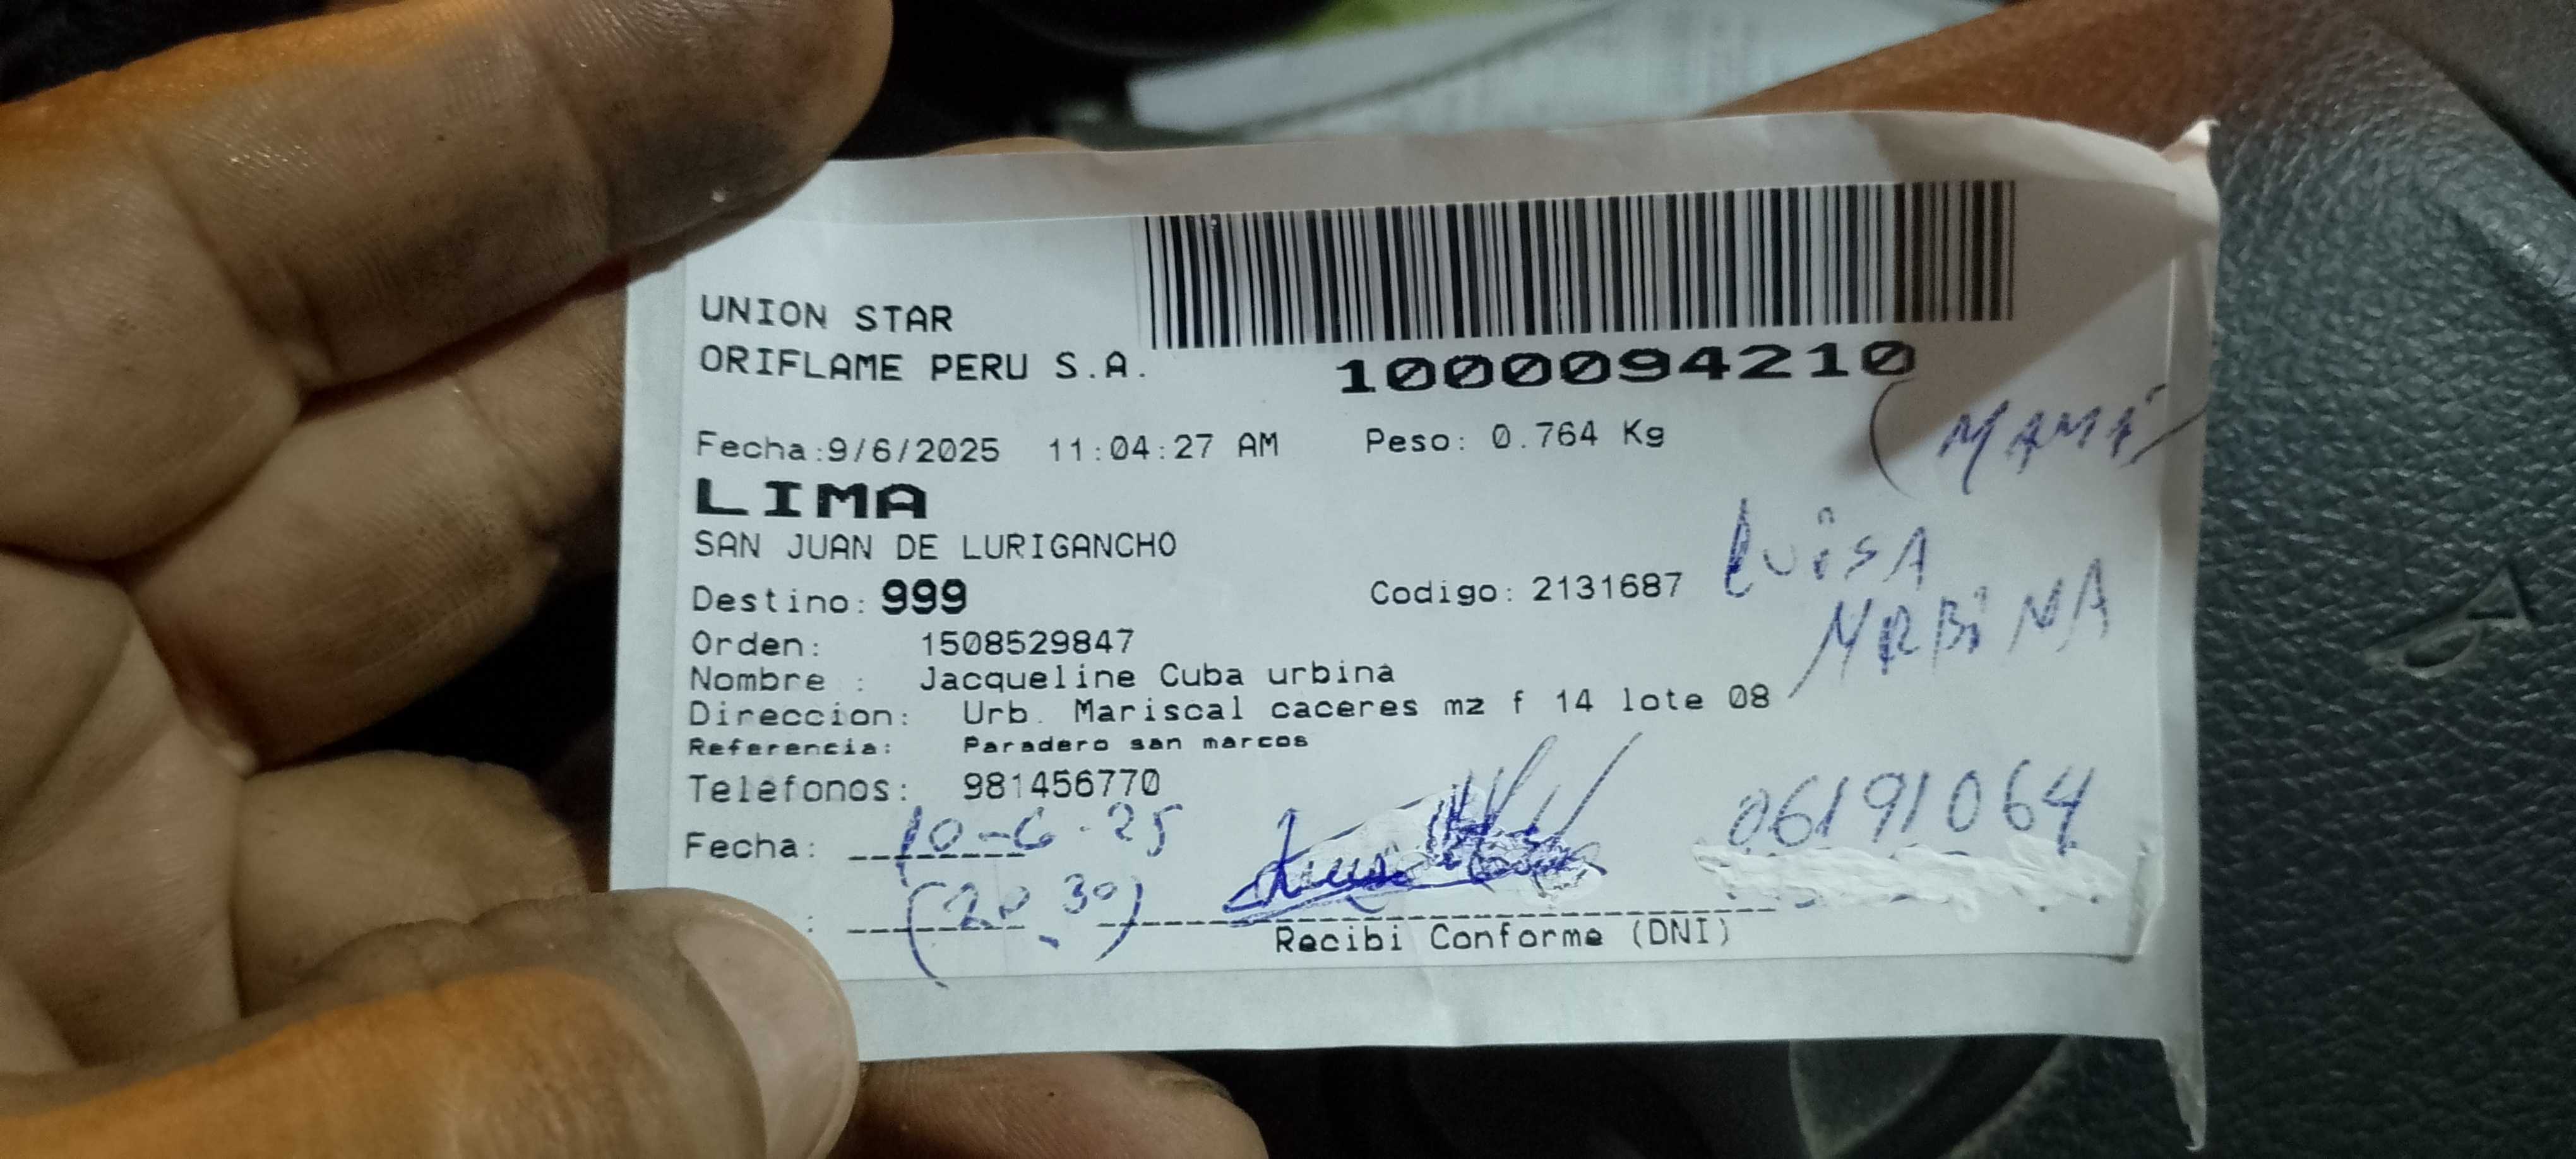 UNION STAR
ORIFLAME PERU S.A.
1000094210
Fecha:9/6/2025 11:04:27 AM Peso: 0.764 Kg
(MAMÁ)
LIMA
SAN JUAN DE LURIGANCHO
Destino: 999 Codigo: 2131687
LUiSA
URBiNA
Orden: 1508529847
Nombre : Jacqueline Cuba urbina
Direccion: Urb. Mariscal caceres mz f 14 lote 08
Referencia: Paradero san marcos
Telefonos: 981456770
Fecha: 10-6-25
06191064
: (20.30)
Recibi Conforme (DNI)